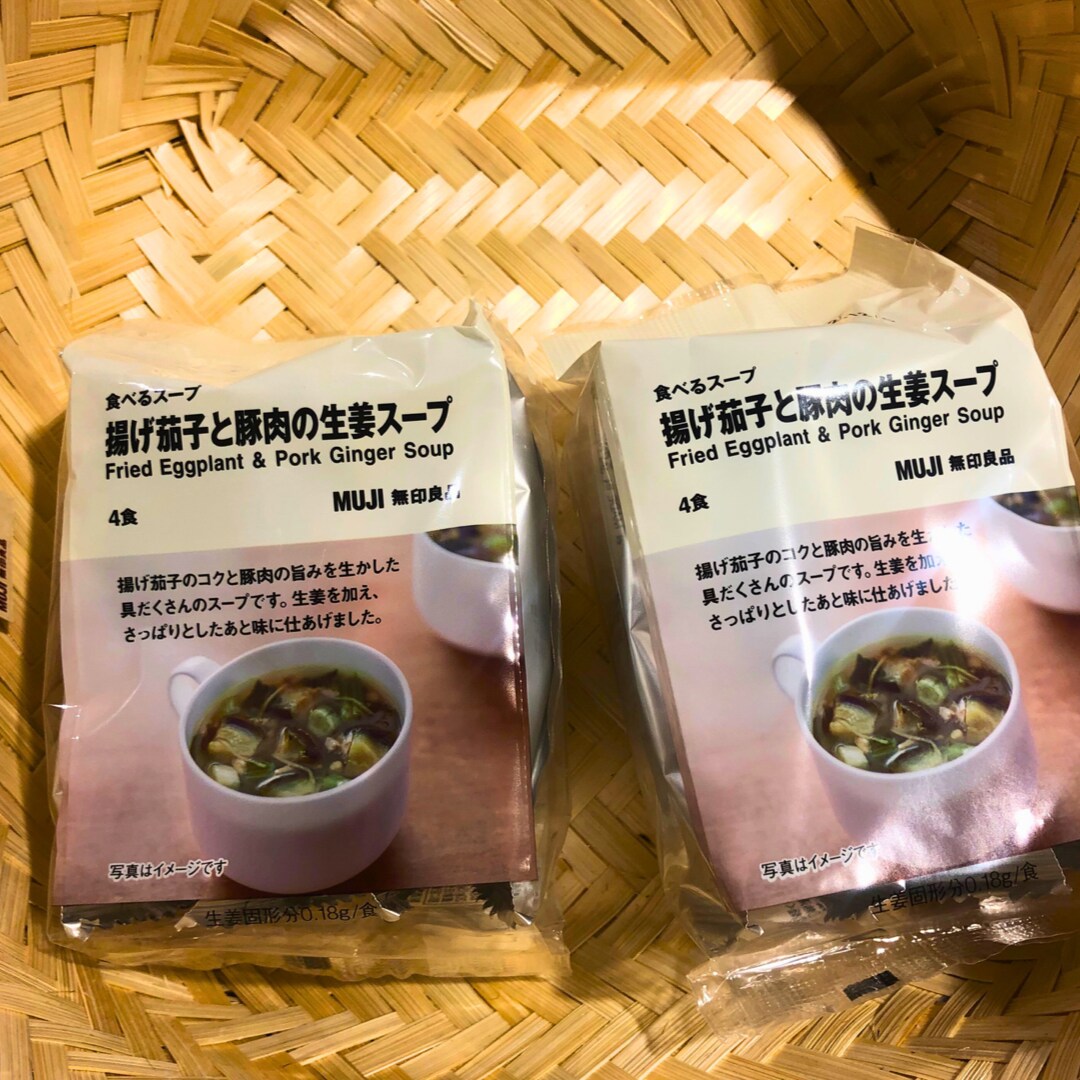 食べるスープ
揚げ茄子と豚肉の生姜スープ
Fried Eggplant & Pork Ginger Soup
4食
MUJI 無印良品
揚げ茄子のコクと豚肉の旨みを生かした
具だくさんのスープです。生姜を加え、
さっぱりとしたあと味に仕あげました。
写真はイメージです
生姜固形分0.18g/食
食べるスープ
揚げ茄子と豚肉の生姜スープ
Fried Eggplant & Pork Ginger Soup
4食
MUJI 無印良品
揚げ茄子のコクと豚肉の旨みを生かした
具だくさんのスープです。生姜を加え
さっぱりとしたあと味に仕あげました
写真はイメージです
生姜固形分0.18g/食